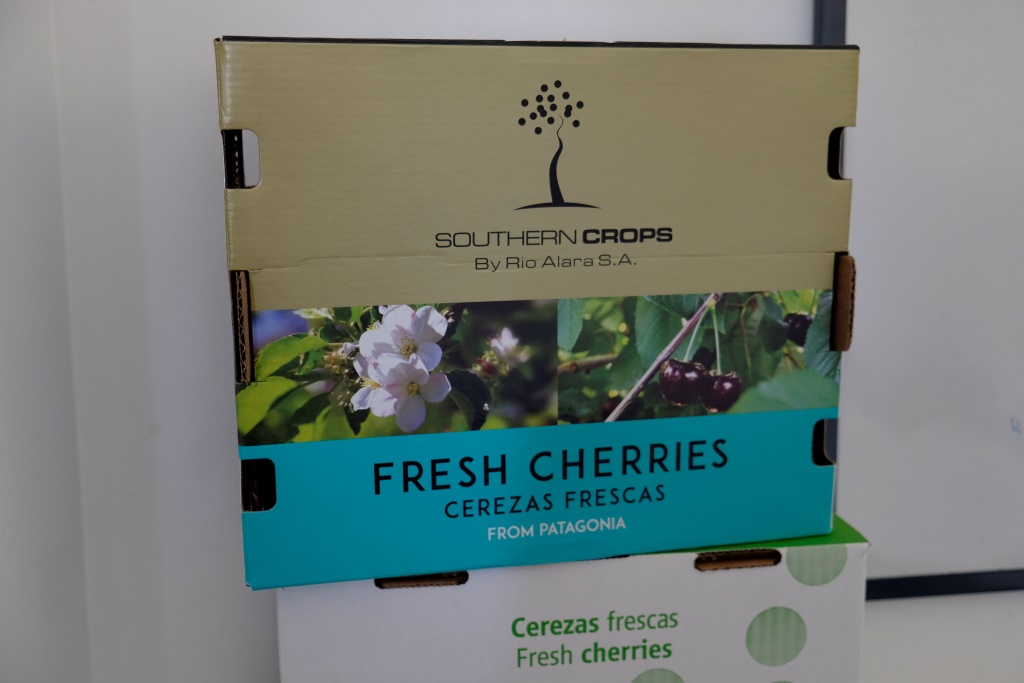 SOUTHERN CROPS
By Rio Alara S.A.
FRESH CHERRIES
CEREZAS FRESCAS
FROM PATAGONIA
Cerezas frescas
Fresh cherries